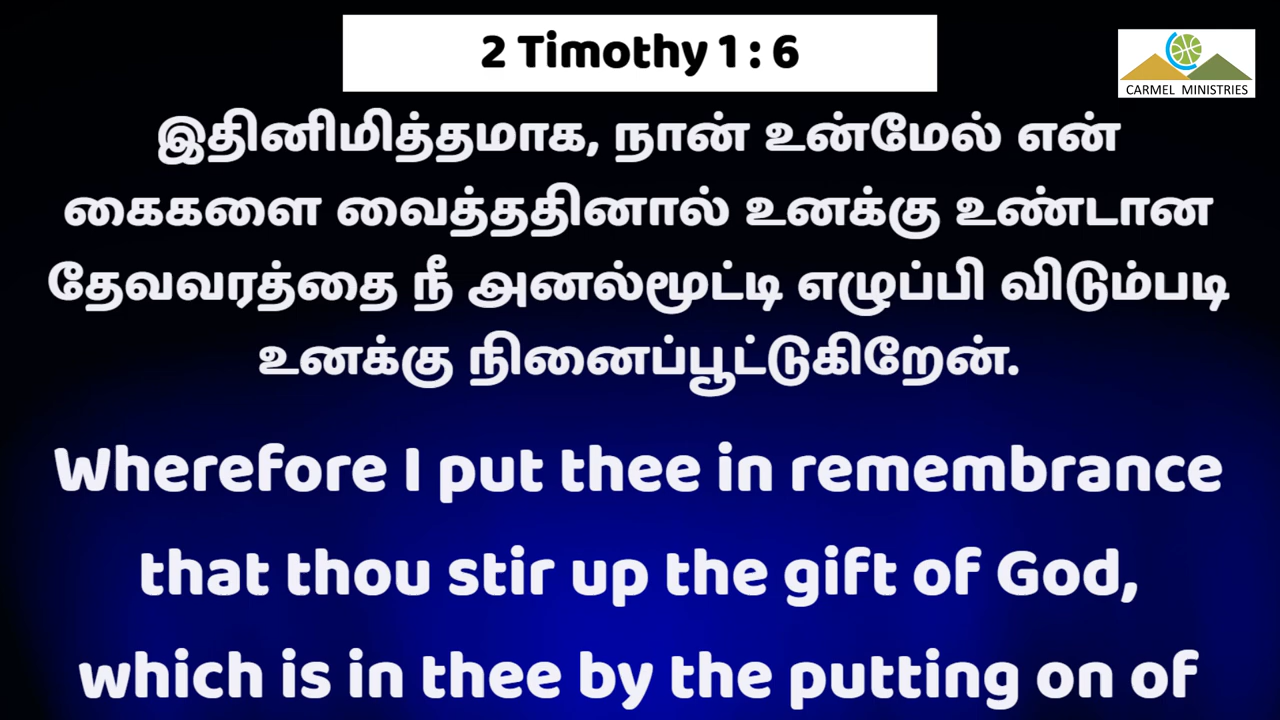 2 Timothy 1 : 6
CARMEL MINISTRIES
இதினிமித்தமாக, நான் உன்மேல் என்
கைகளை வைத்ததினால் உனக்கு உண்டான
தேவவரத்தை நீ அனல்மூட்டி எழுப்பி விடும்படி
உனக்கு நினைப்பூட்டுகிறேன்.
Wherefore I put thee in remembrance
that thou stir up the gift of God,
which is in thee by the putting on of